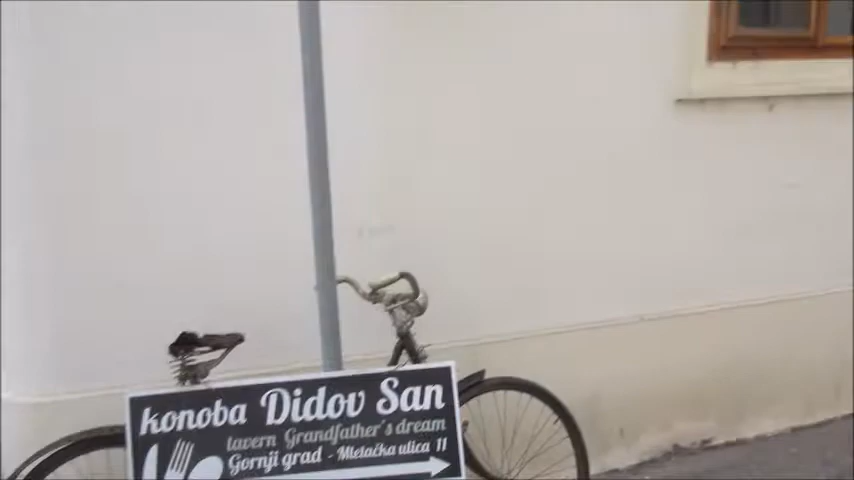 konoba Didov San
tavern Grandfather's dream
Gornji grad - Mletačka ulica 11